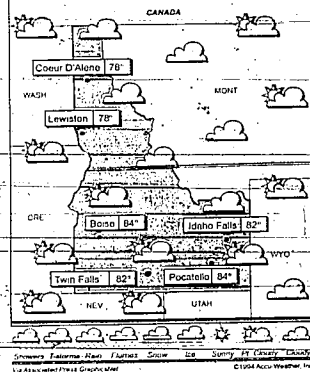 CANADA
Coeur D'Alene 78°
WASH
MONT
Lewiston 78°
ORE
Boise 84°
Idaho Falls 82°
WYO
Twin Falls 82°
Pocatello 84°
NEV
UTAH
Showers T-storms Rain Flurries Snow Ice Sunny Pt Cloudy Cloudy
Via Associated Press GraphicsNet
©1994 Accu-Weather, Inc